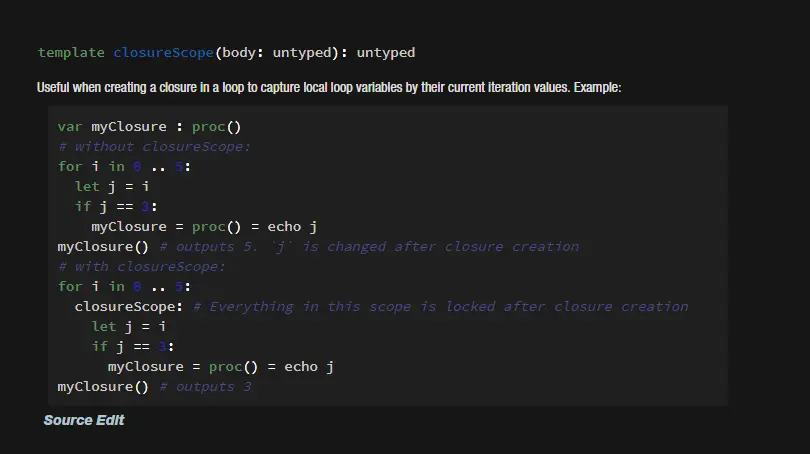 template closureScope(body: untyped): untyped
Useful when creating a closure in a loop to capture local loop variables by their current iteration values. Example:
var myClosure : proc()
# without closureScope:
for i in 0 .. 5:
  let j = i
  if j == 3:
    myClosure = proc() = echo j
myClosure() # outputs 5. `j` is changed after closure creation
# with closureScope:
for i in 0 .. 5:
  closureScope: # Everything in this scope is locked after closure creation
    let j = i
    if j == 3:
      myClosure = proc() = echo j
myClosure() # outputs 3
Source Edit